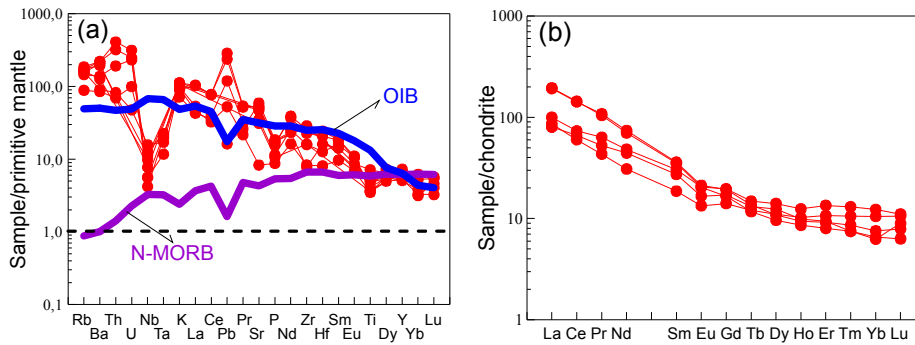 (a)
1000,0
100,0
10,0
1,0
0,1
Sample/primitive mantle
OIB
N-MORB
Rb Th Nb K Ce Pr P Zr Sm Ti Y Lu
Ba U Ta La Pb Sr Nd Hf Eu Dy Yb
(b)
1000
100
10
1
Sample/chondrite
La Ce Pr Nd Sm Eu Gd Tb Dy Ho Er Tm Yb Lu